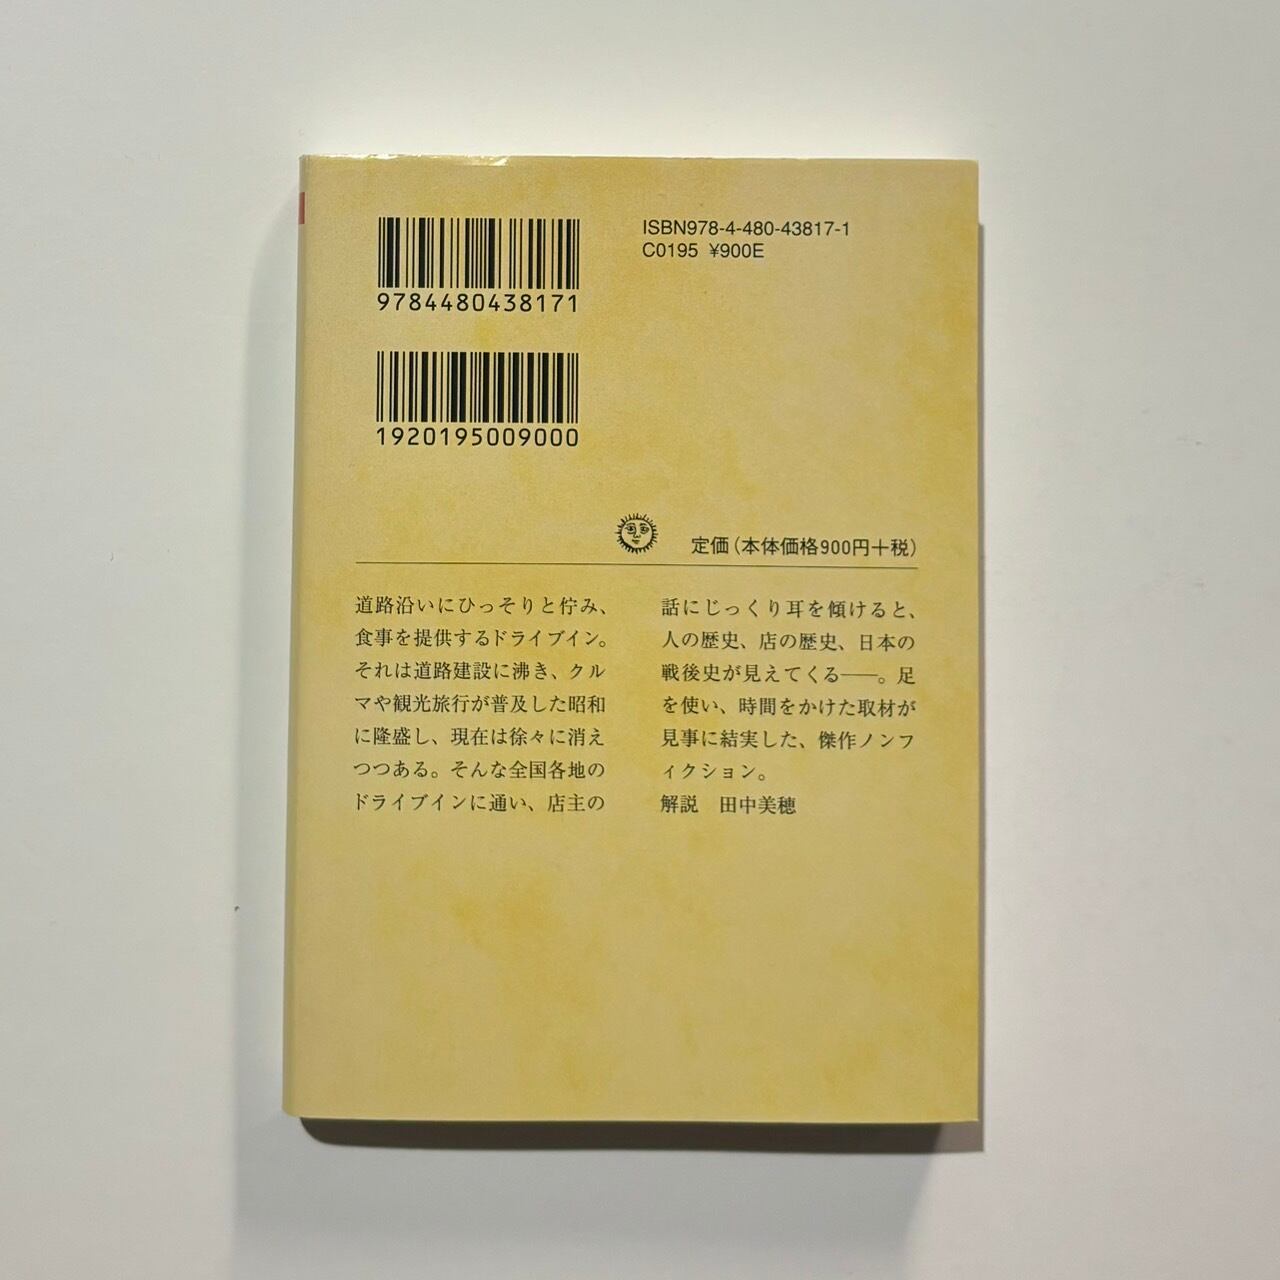 9784480438171
1920195009000
ISBN978-4-480-43817-1
C0195 ¥900E
定価(本体価格900円+税)
道路沿いにひっそりと佇み、
食事を提供するドライブイン。
それは道路建設に沸き、クル
マや観光旅行が普及した昭和
に隆盛し、現在は徐々に消え
つつある。そんな全国各地の
ドライブインに通い、店主の
話にじっくり耳を傾けると、
人の歴史、店の歴史、日本の
戦後史が見えてくる――。足
を使い、時間をかけた取材が
見事に結実した、傑作ノンフ
ィクション。
解説 田中美穂